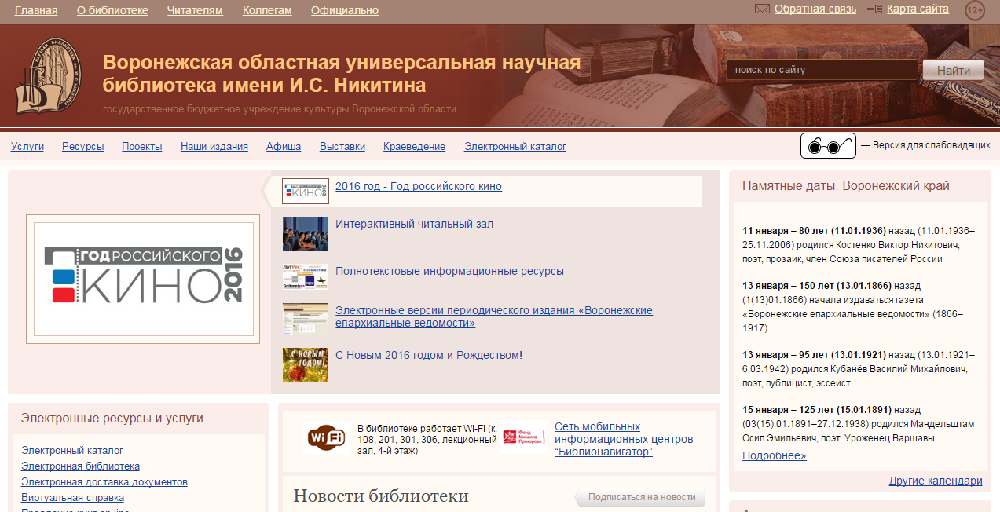 Главная О библиотеке Читателям Коллегам Официально
Обратная связь Карта сайта 12+
Воронежская областная универсальная научная
библиотека имени И.С. Никитина
государственное бюджетное учреждение культуры Воронежской области
поиск по сайту Найти
Услуги Ресурсы Проекты Наши издания Афиша Выставки Краеведение Электронный каталог
— Версия для слабовидящих
ГОД РОССИЙСКОГО
КИНО
2016
2016 год - Год российского кино
Интерактивный читальный зал
Полнотекстовые информационные ресурсы
Электронные версии периодического издания «Воронежские
епархиальные ведомости»
С НОВЫМ
ГОДОМ!
С Новым 2016 годом и Рождеством!
Памятные даты. Воронежский край
11 января – 80 лет (11.01.1936) назад (11.01.1936–
25.11.2006) родился Костенко Виктор Никитович,
поэт, прозаик, член Союза писателей России
13 января – 150 лет (13.01.1866) назад
(1(13)01.1866) начала издаваться газета
«Воронежские епархиальные ведомости» (1866–
1917).
13 января – 95 лет (13.01.1921) назад (13.01.1921–
6.03.1942) родился Кубанёв Василий Михайлович,
поэт, публицист, эссеист.
15 января – 125 лет (15.01.1891) назад
(03(15).01.1891–27.12.1938) родился Мандельштам
Осип Эмильевич, поэт. Уроженец Варшавы.
Подробнее»
Другие календари
Электронные ресурсы и услуги
Электронный каталог
Электронная библиотека
Электронная доставка документов
Виртуальная справка
WiFi
В библиотеке работает WI-FI (к.
108, 201, 301, 306, лекционный
зал, 4-й этаж)
Фонд
Михаила
Прохорова
Сеть мобильных
информационных центров
“Библионавигатор”
Новости библиотеки
Подписаться на новости